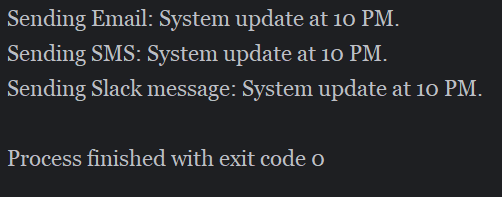 Sending Email: System update at 10 PM.
Sending SMS: System update at 10 PM.
Sending Slack message: System update at 10 PM.
Process finished with exit code 0